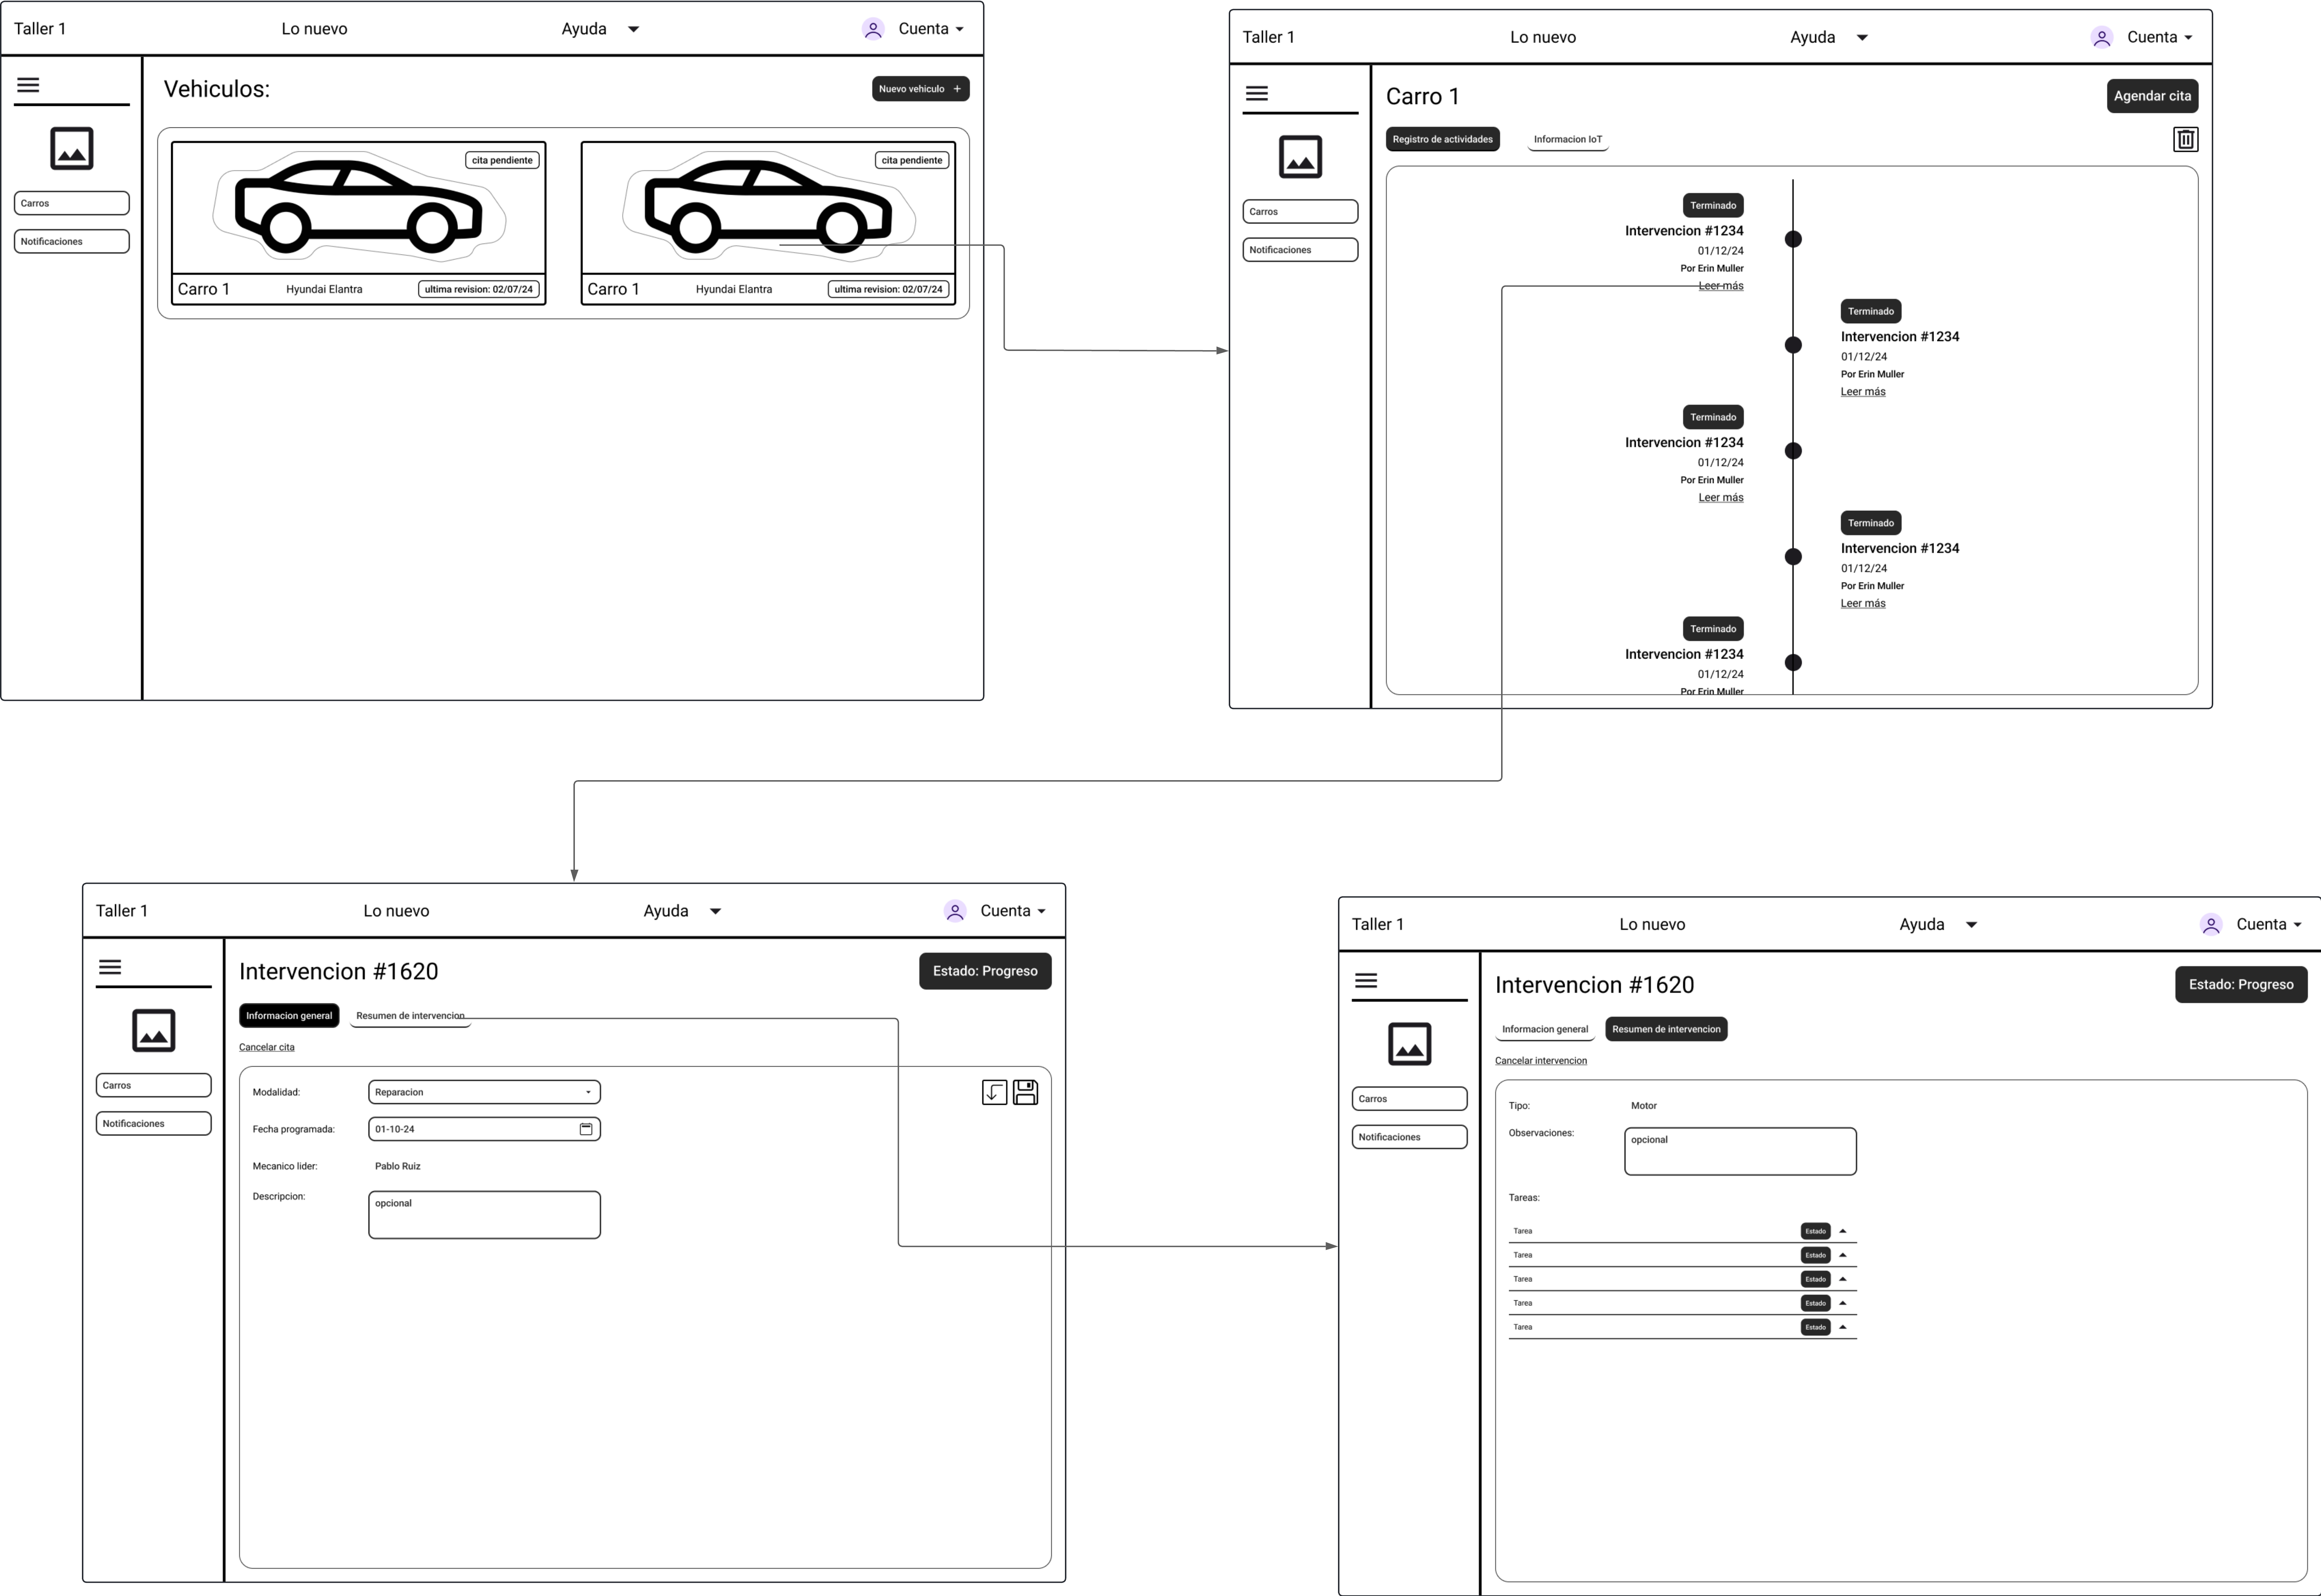 Taller 1 Lo nuevo Ayuda Cuenta
Vehiculos: Nuevo vehiculo +
Carros
Notificaciones
cita pendiente
Carro 1 Hyundai Elantra ultima revision: 02/07/24
cita pendiente
Carro 1 Hyundai Elantra ultima revision: 02/07/24
Taller 1 Lo nuevo Ayuda Cuenta
Carro 1 Agendar cita
Registro de actividades Informacion IoT
Carros
Notificaciones
Terminado
Intervencion #1234
01/12/24
Por Erin Muller
Leer más
Terminado
Intervencion #1234
01/12/24
Por Erin Muller
Leer más
Terminado
Intervencion #1234
01/12/24
Por Erin Muller
Leer más
Terminado
Intervencion #1234
01/12/24
Por Erin Muller
Leer más
Terminado
Intervencion #1234
01/12/24
Por Erin Muller
Taller 1 Lo nuevo Ayuda Cuenta
Intervencion #1620 Estado: Progreso
Informacion general Resumen de intervencion
Cancelar cita
Carros
Notificaciones
Modalidad: Reparacion
Fecha programada: 01-10-24
Mecanico lider: Pablo Ruiz
Descripcion: opcional
Taller 1 Lo nuevo Ayuda Cuenta
Intervencion #1620 Estado: Progreso
Informacion general Resumen de intervencion
Cancelar intervencion
Carros
Notificaciones
Tipo: Motor
Observaciones: opcional
Tareas:
Tarea Estado
Tarea Estado
Tarea Estado
Tarea Estado
Tarea Estado